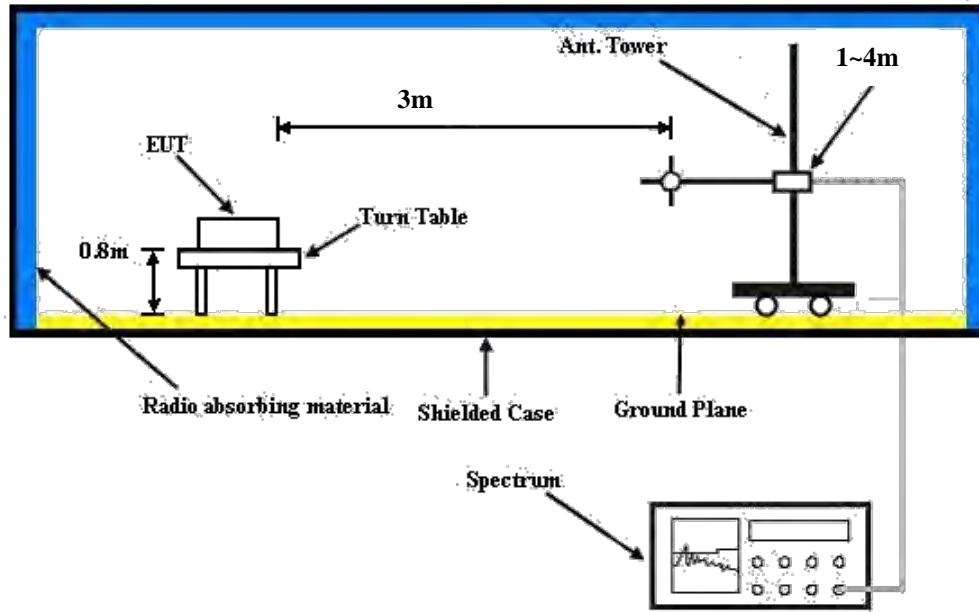 Ant. Tower
1~4m
3m
EUT
Turn Table
0.8m
Radio absorbing material
Shielded Case
Ground Plane
Spectrum